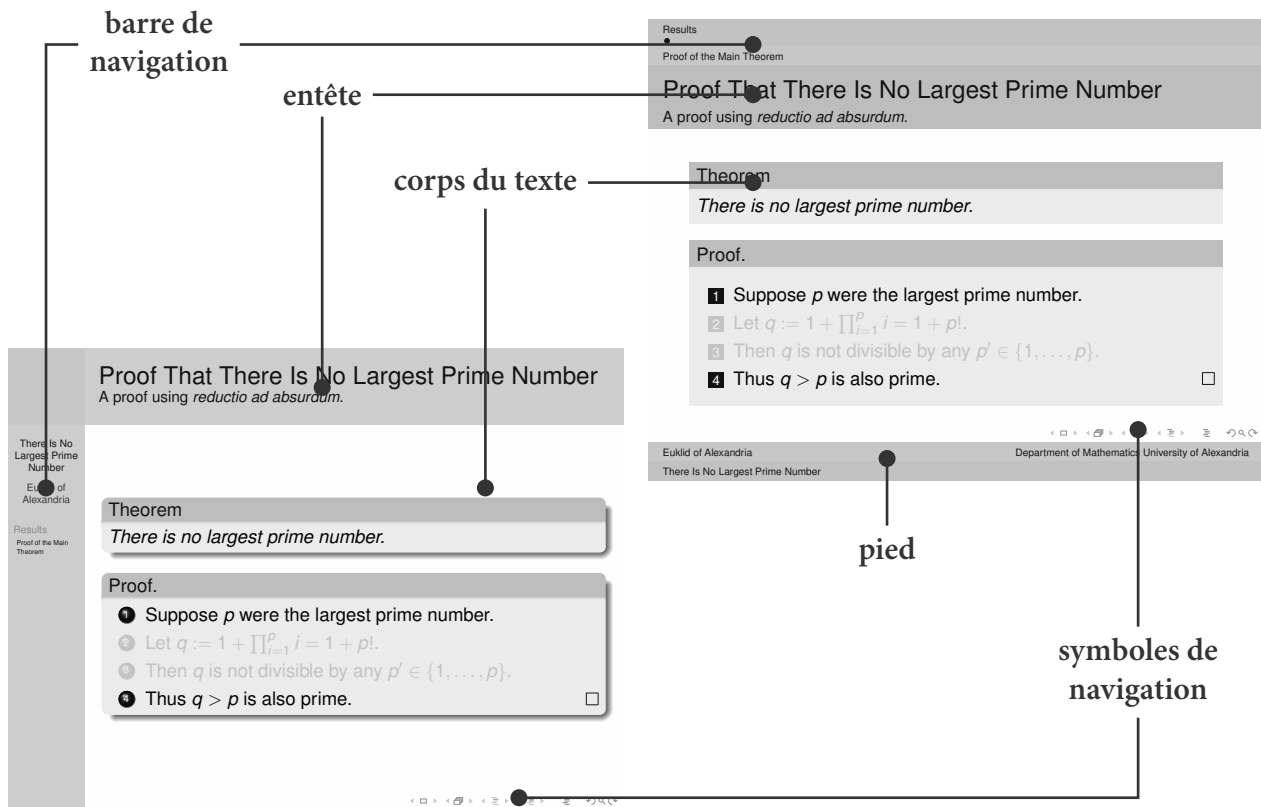 barre de
navigation
entête
corps du texte
pied
symboles de
navigation
Results
Proof of the Main Theorem
Proof That There Is No Largest Prime Number
A proof using reductio ad absurdum.
Theorem
There is no largest prime number.
Proof.
1 Suppose p were the largest prime number.
2 Let q := 1 + ∏ᵖᵢ₌₁ i = 1 + p!.
3 Then q is not divisible by any p′ ∈ {1, . . . , p}.
4 Thus q > p is also prime. □
Euklid of Alexandria Department of Mathematics University of Alexandria
There Is No Largest Prime Number
Proof That There Is No Largest Prime Number
A proof using reductio ad absurdum.
There Is No
Largest Prime
Number
Euklid of
Alexandria
Results
Proof of the Main
Theorem
Theorem
There is no largest prime number.
Proof.
1 Suppose p were the largest prime number.
2 Let q := 1 + ∏ᵖᵢ₌₁ i = 1 + p!.
3 Then q is not divisible by any p′ ∈ {1, . . . , p}.
4 Thus q > p is also prime. □